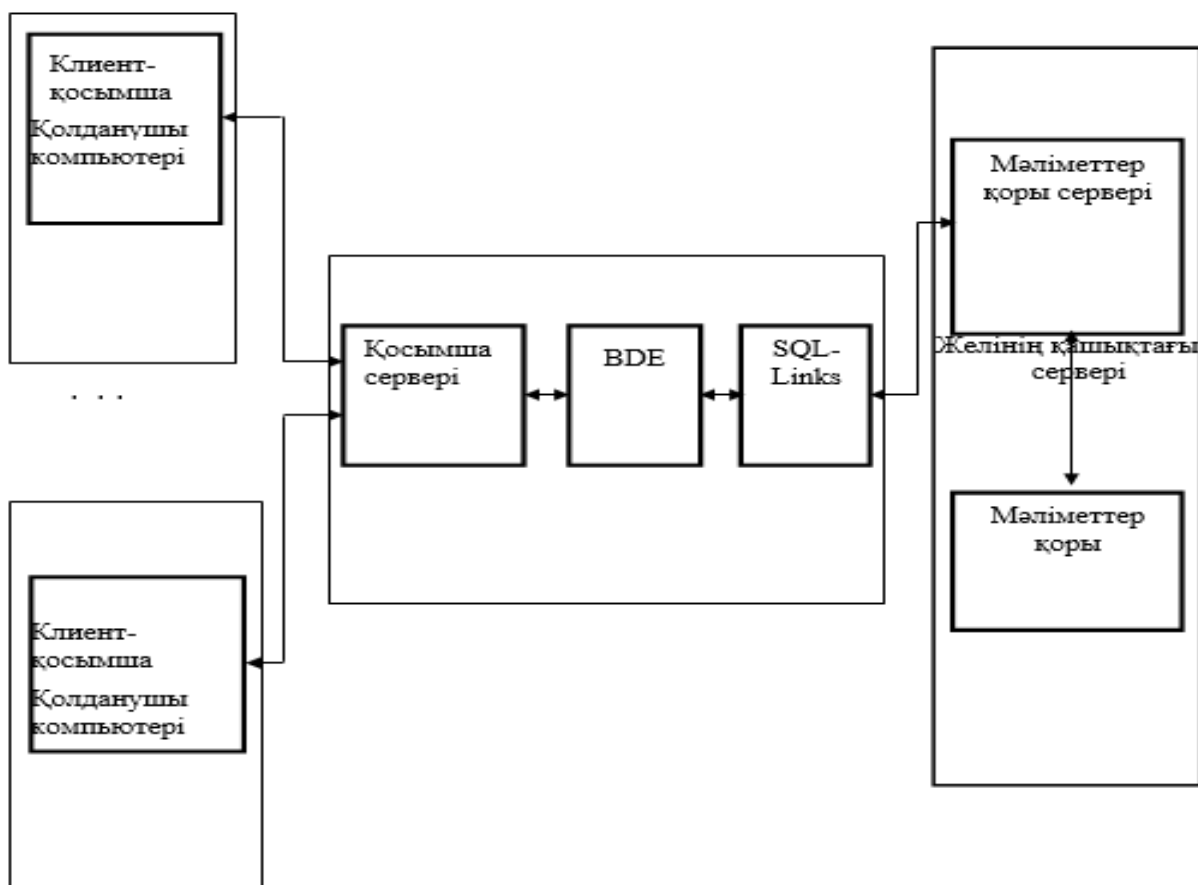 Клиент-
қосымша
Қолданушы
компьютері
. . .
Клиент-
қосымша
Қолданушы
компьютері
Қосымша
сервері
BDE
SQL-
Links
Мәліметтер
қоры сервері
Желінің қашықтағы
сервері
Мәліметтер
қоры